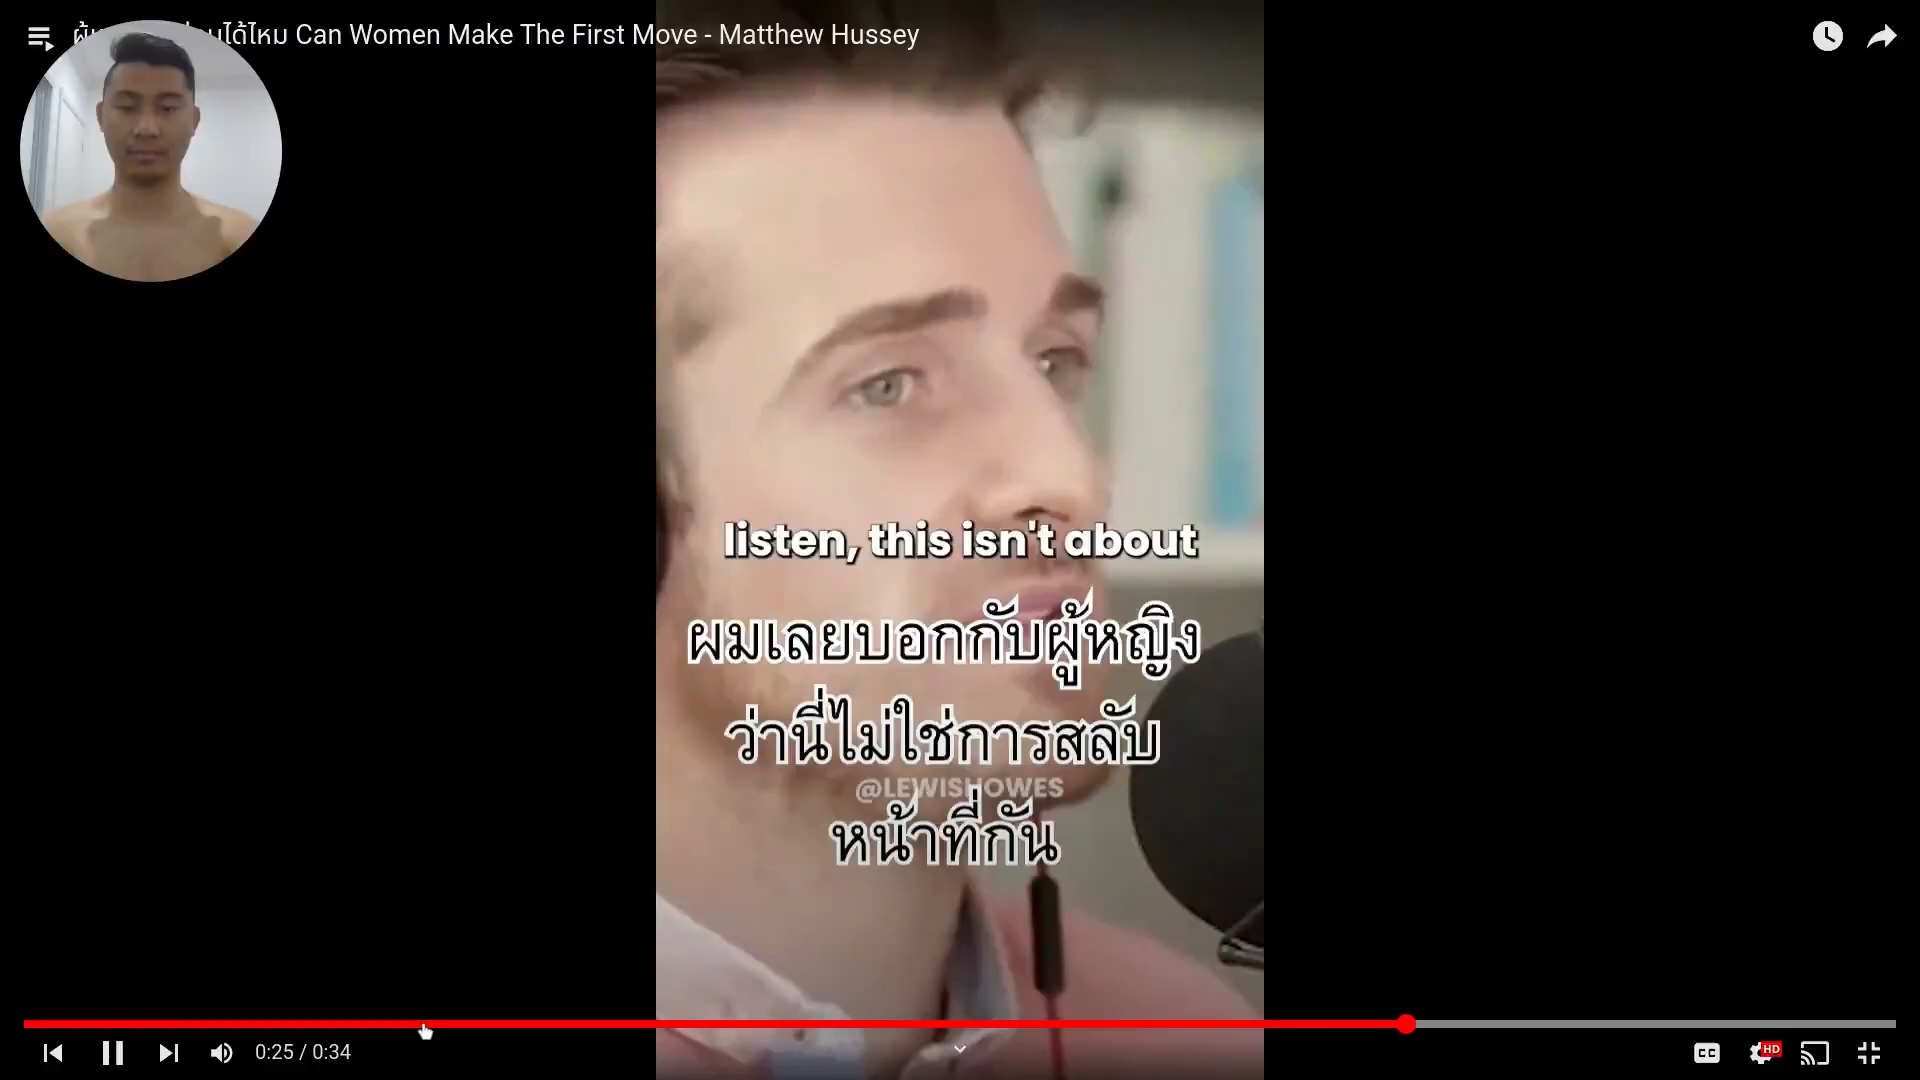 ได้ไหม Can Women Make The First Move - Matthew Hussey
listen, this isn't about
ผมเลยบอกกับผู้หญิง
ว่านี่ไม่ใช่การสลับ
@LEWISHOWES
หน้าที่กัน
0:25 / 0:34
CC
HD